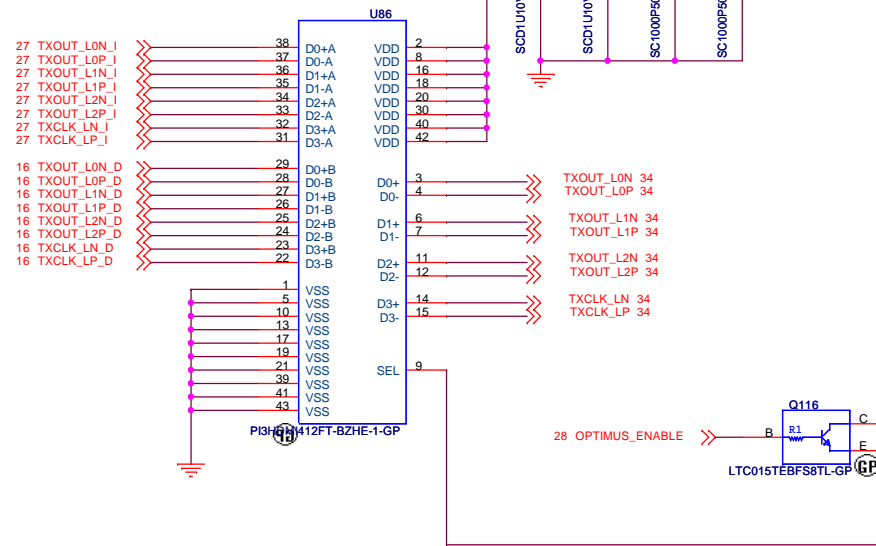 U86
SCD1U10V
SCD1U10V
SC1000P50
SC1000P50
27 TXOUT_L0N_I 38 D0+A VDD 2
27 TXOUT_L0P_I 37 D0-A VDD 8
27 TXOUT_L1N_I 36 D1+A VDD 16
27 TXOUT_L1P_I 35 D1-A VDD 18
27 TXOUT_L2N_I 34 D2+A VDD 20
27 TXOUT_L2P_I 33 D2-A VDD 30
27 TXCLK_LN_I 32 D3+A VDD 40
27 TXCLK_LP_I 31 D3-A VDD 42
16 TXOUT_L0N_D 29 D0+B
16 TXOUT_L0P_D 28 D0-B D0+ 3 TXOUT_L0N 34
16 TXOUT_L1N_D 27 D1+B D0- 4 TXOUT_L0P 34
16 TXOUT_L1P_D 26 D1-B
16 TXOUT_L2N_D 25 D2+B D1+ 6 TXOUT_L1N 34
16 TXOUT_L2P_D 24 D2-B D1- 7 TXOUT_L1P 34
16 TXCLK_LN_D 23 D3+B
16 TXCLK_LP_D 22 D3-B D2+ 11 TXOUT_L2N 34
D2- 12 TXOUT_L2P 34
1 VSS
5 VSS D3+ 14 TXCLK_LN 34
10 VSS D3- 15 TXCLK_LP 34
13 VSS
17 VSS
19 VSS
21 VSS SEL 9
39 VSS
41 VSS
43 VSS
PI3HDMI412FT-BZHE-1-GP
Q116
28 OPTIMUS_ENABLE B R1 C
E
LTC015TEBFS8TL-GP GP